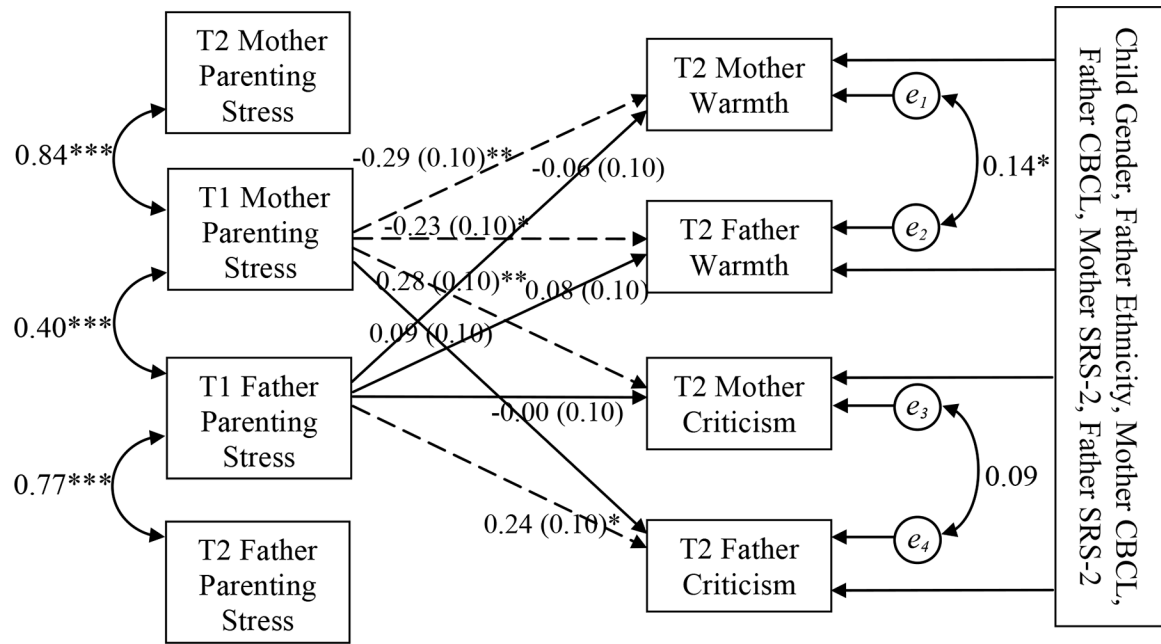 T2 Mother
Parenting
Stress
T1 Mother
Parenting
Stress
T1 Father
Parenting
Stress
T2 Father
Parenting
Stress
0.84***
0.40***
0.77***
-0.29 (0.10)**
-0.06 (0.10)
-0.23 (0.10)*
0.28 (0.10)**
0.08 (0.10)
0.09 (0.10)
-0.00 (0.10)
0.24 (0.10)*
T2 Mother
Warmth
T2 Father
Warmth
T2 Mother
Criticism
T2 Father
Criticism
e1
e2
e3
e4
0.14*
0.09
Child Gender, Father Ethnicity, Mother CBCL,
Father CBCL, Mother SRS-2, Father SRS-2